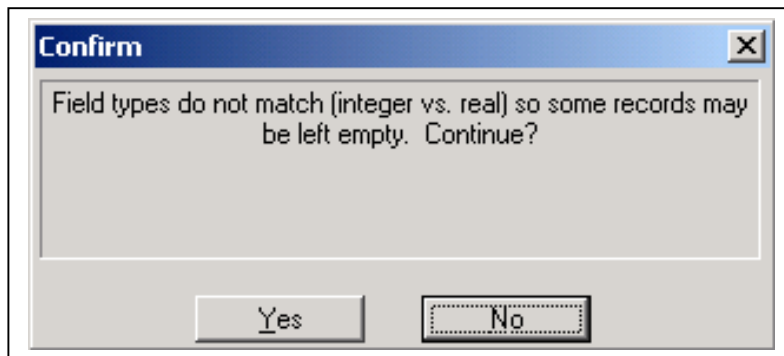 Confirm
Field types do not match (integer vs. real) so some records may
be left empty.  Continue?
Yes
No